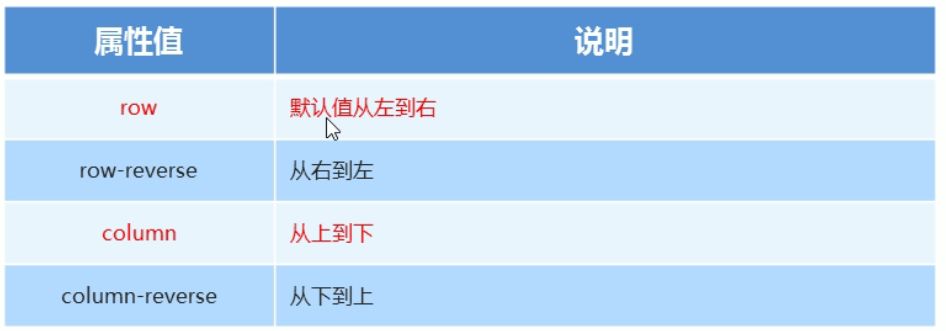 属性值 说明
row 默认值从左到右
row-reverse 从右到左
column 从上到下
column-reverse 从下到上